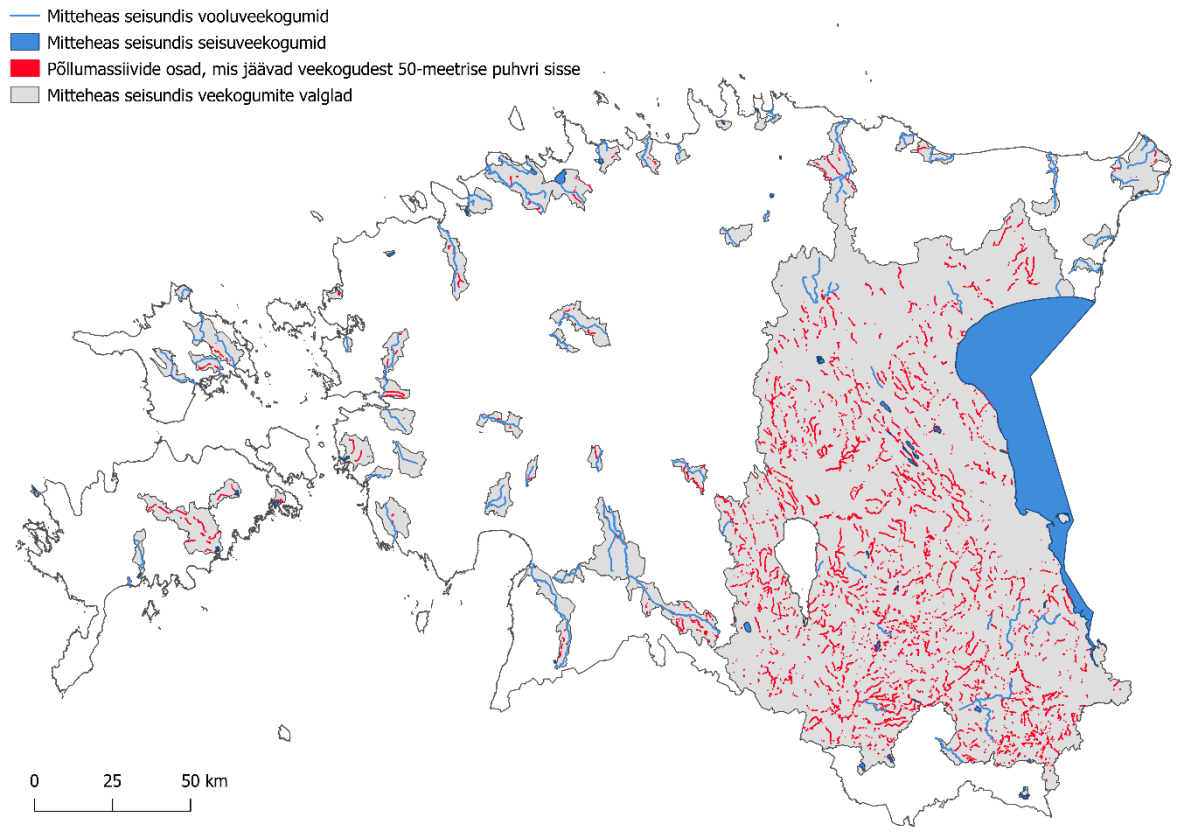 Mitteheas seisundis vooluveekogumid
Mitteheas seisundis seisuveekogumid
Põllumassiivide osad, mis jäävad veekogudest 50-meetrise puhvri sisse
Mitteheas seisundis veekogumite valglad
0 25 50 km